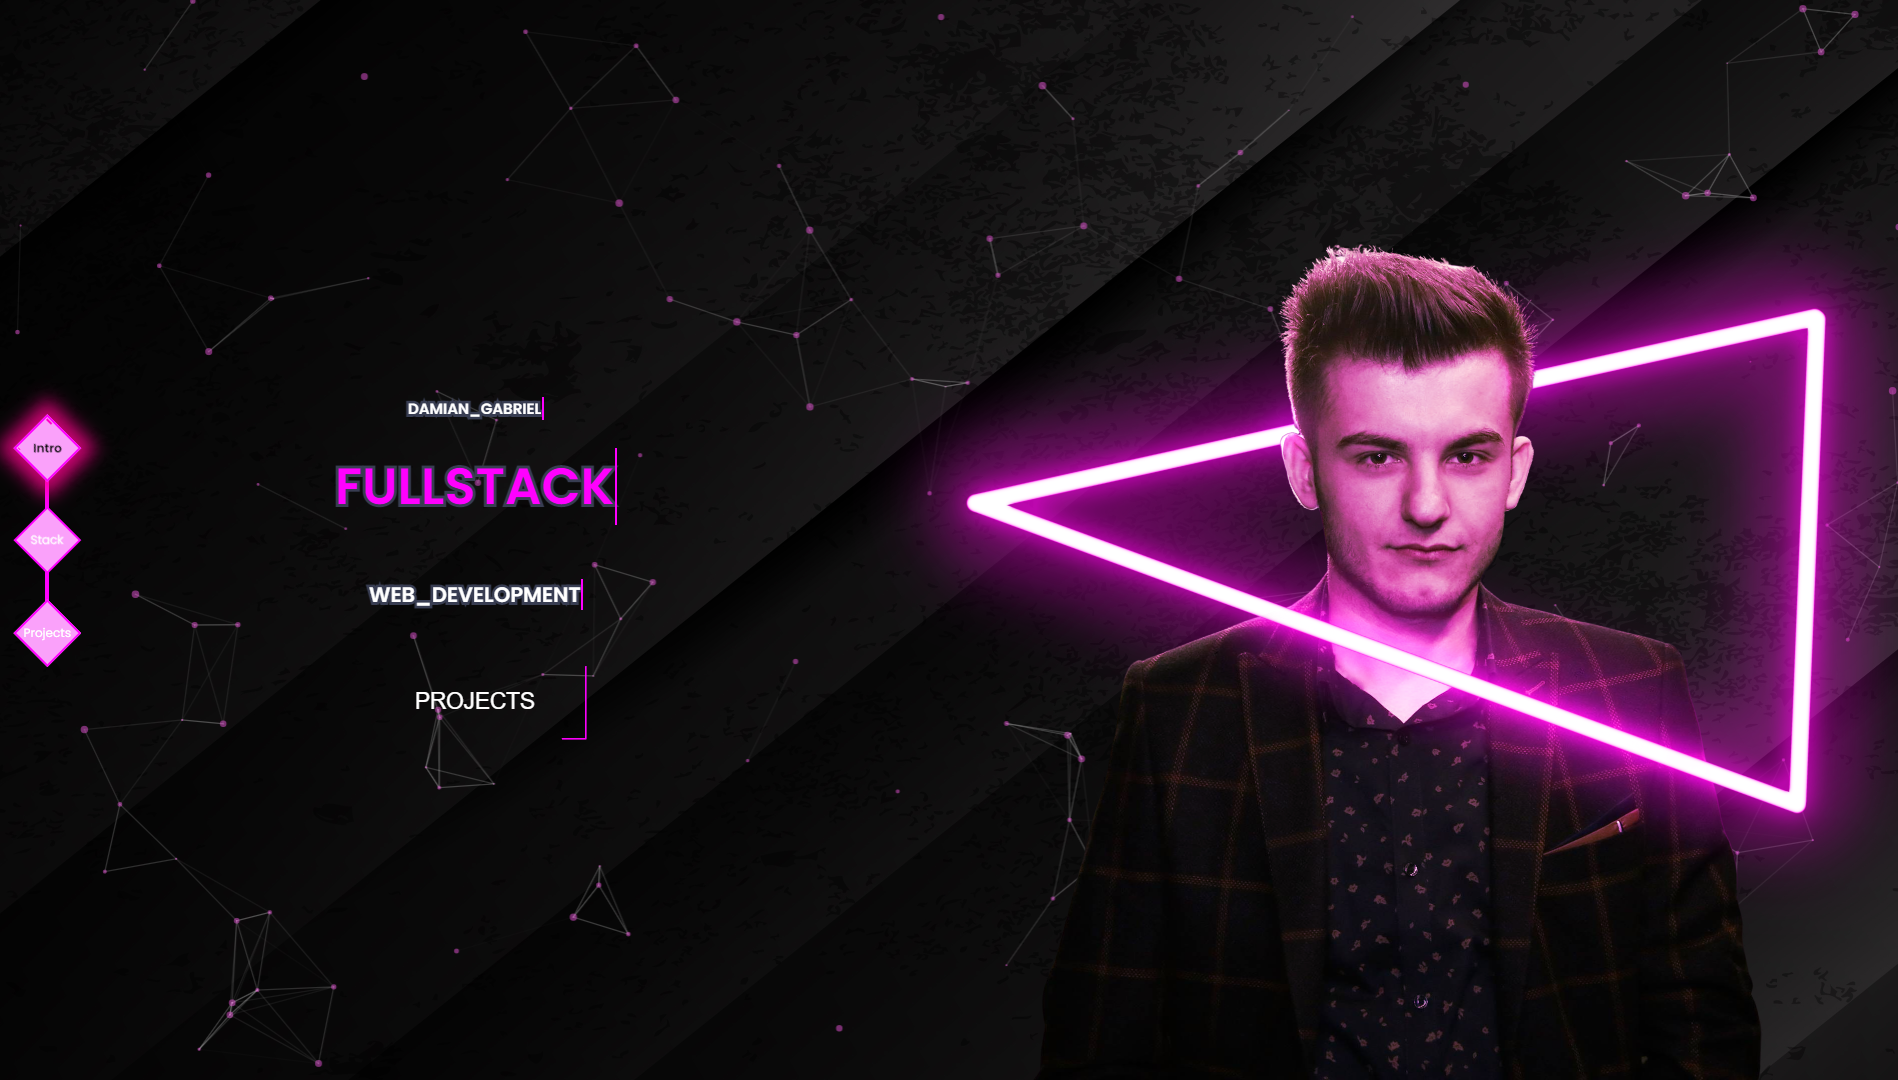 DAMIAN_GABRIEL
FULLSTACK
WEB_DEVELOPMENT
PROJECTS
Intro
Stack
Projects